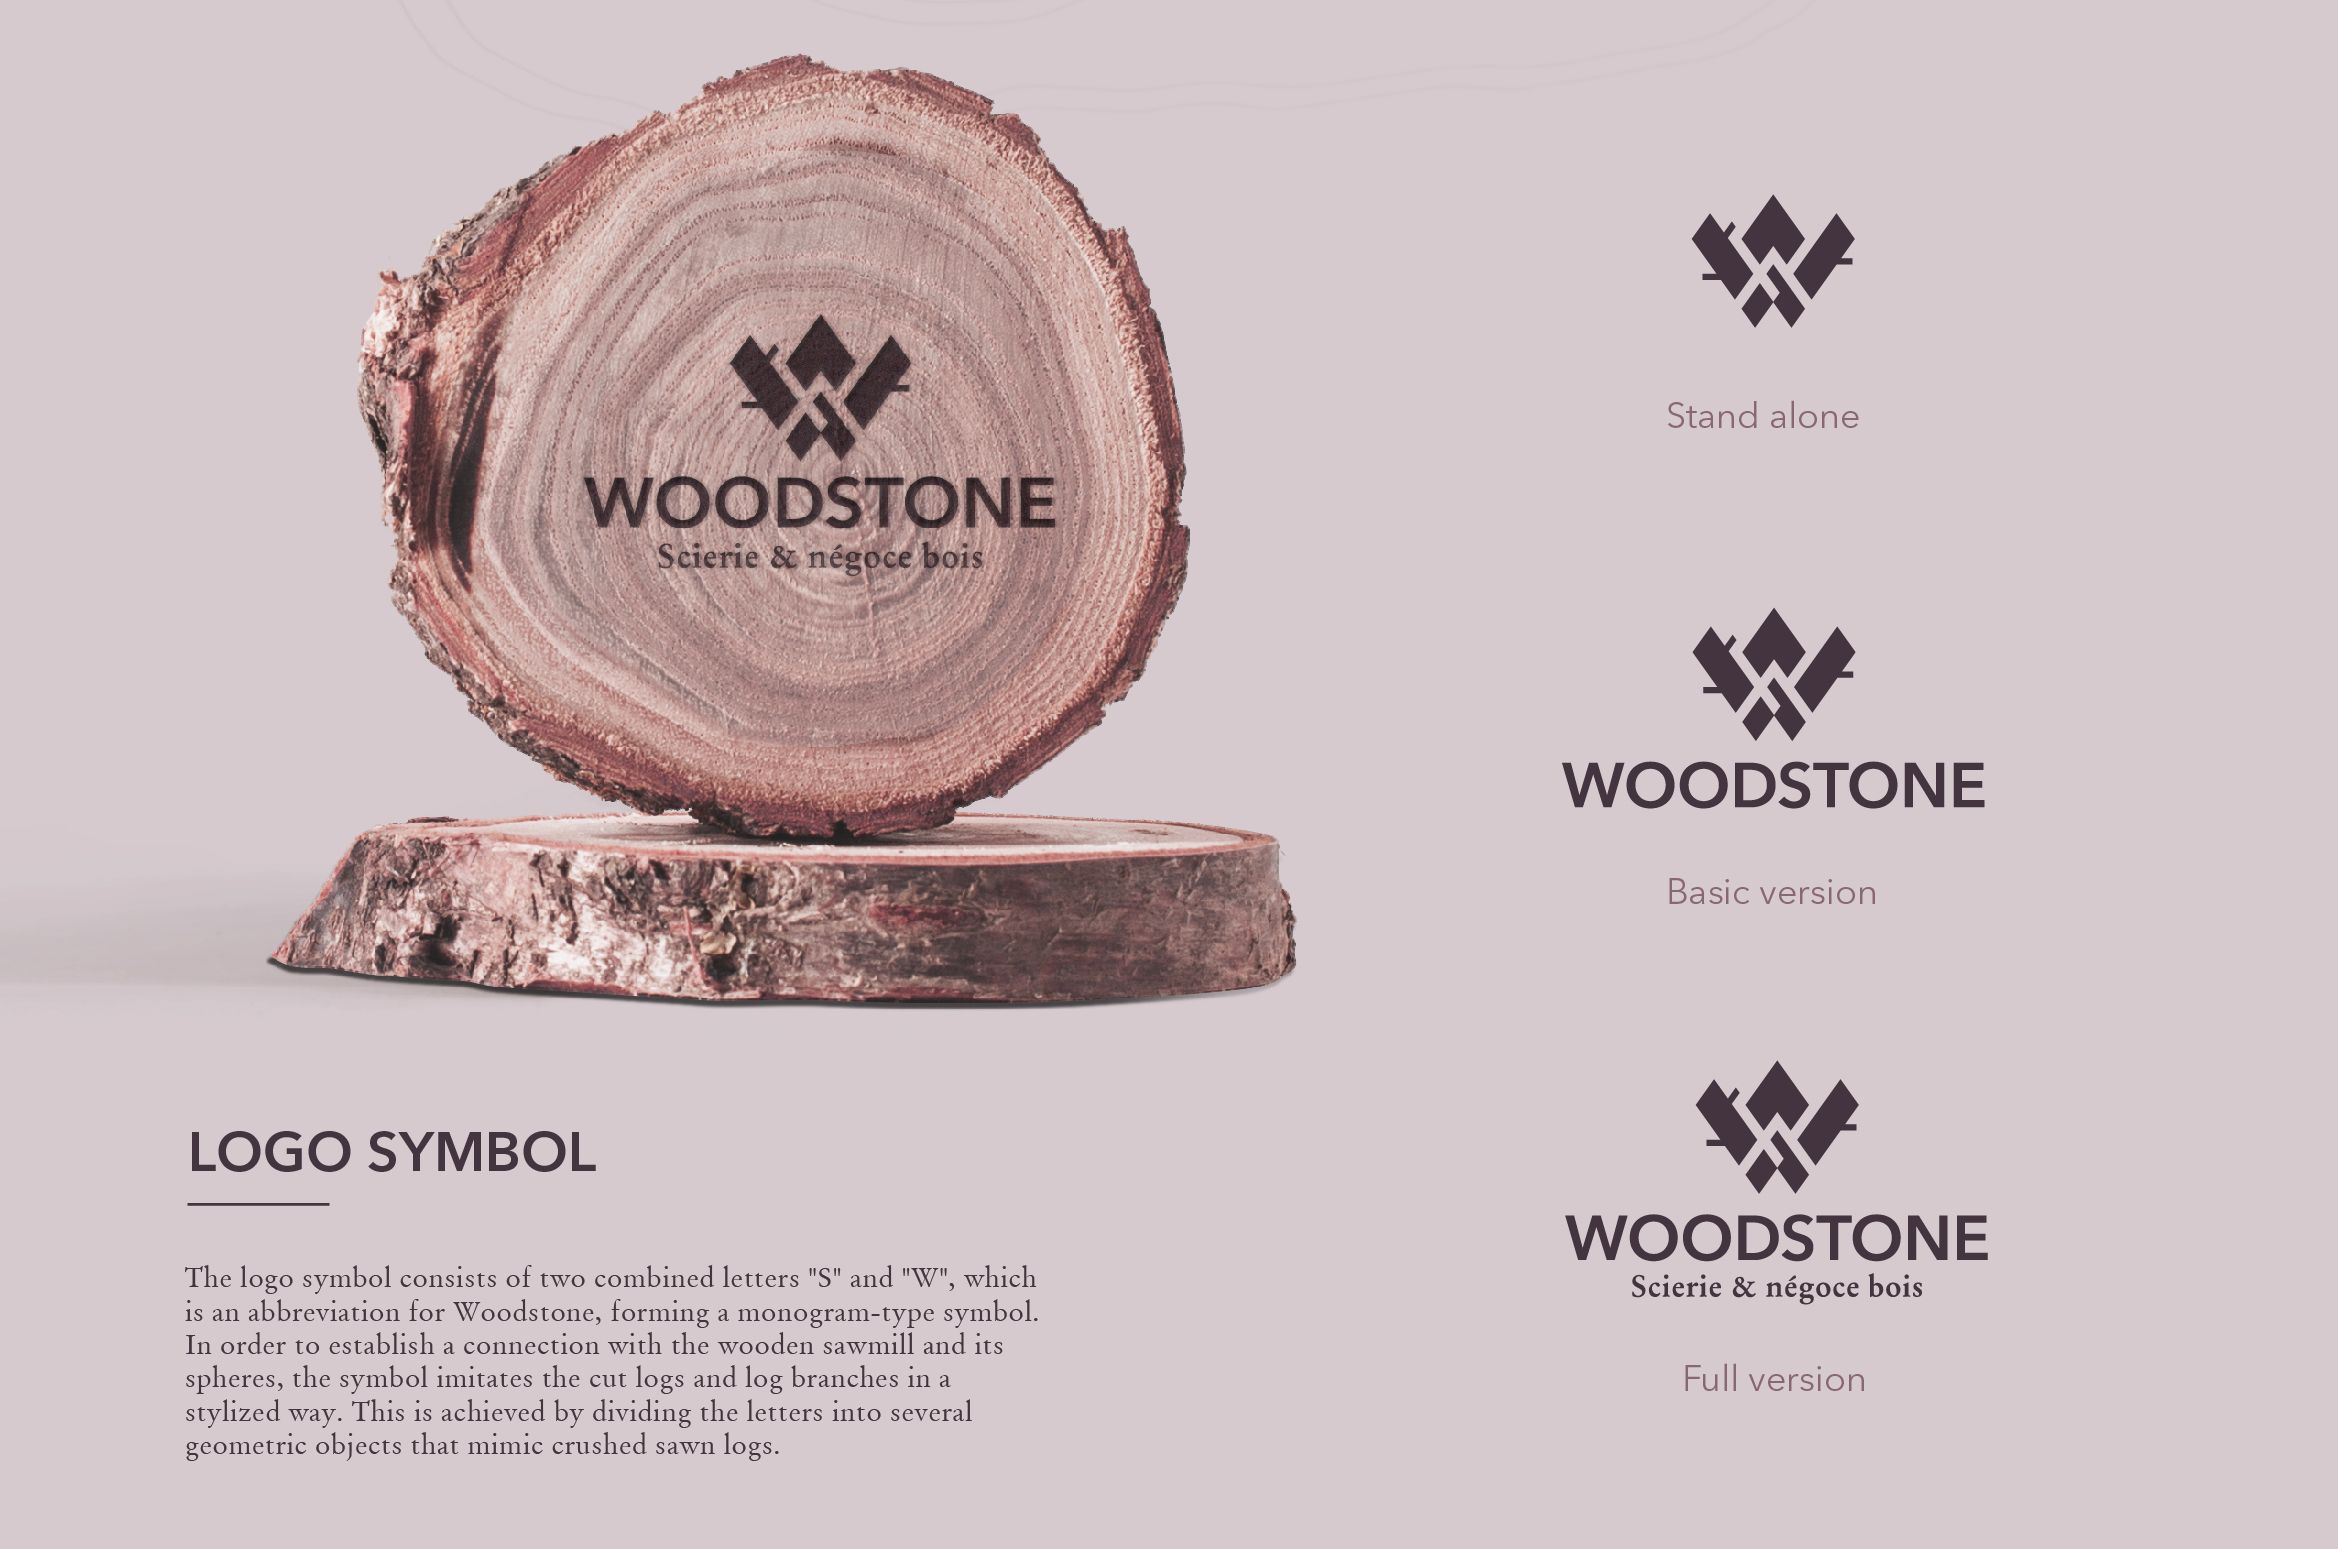 WOODSTONE
Scierie & négoce bois
LOGO SYMBOL
The logo symbol consists of two combined letters "S" and "W", which
is an abbreviation for Woodstone, forming a monogram-type symbol.
In order to establish a connection with the wooden sawmill and its
spheres, the symbol imitates the cut logs and log branches in a
stylized way. This is achieved by dividing the letters into several
geometric objects that mimic crushed sawn logs.
Stand alone
WOODSTONE
Basic version
WOODSTONE
Scierie & négoce bois
Full version